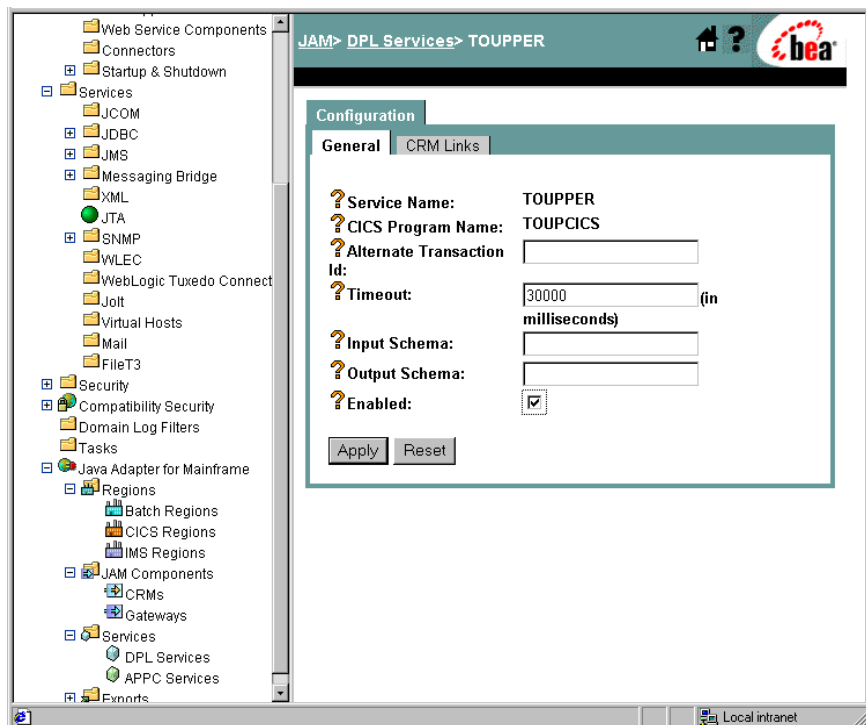 Web Service Components
Connectors
Startup & Shutdown
Services
JCOM
JDBC
JMS
Messaging Bridge
XML
JTA
SNMP
WLEC
WebLogic Tuxedo Connect
Jolt
Virtual Hosts
Mail
FileT3
Security
Compatibility Security
Domain Log Filters
Tasks
Java Adapter for Mainframe
Regions
Batch Regions
CICS Regions
IMS Regions
JAM Components
CRMs
Gateways
Services
DPL Services
APPC Services
Exports
JAM> DPL Services> TOUPPER
?
bea
Configuration
General CRM Links
? Service Name: TOUPPER
? CICS Program Name: TOUPCICS
? Alternate Transaction
Id:
? Timeout: 30000 (in
milliseconds)
? Input Schema:
? Output Schema:
? Enabled:
Apply Reset
Local intranet